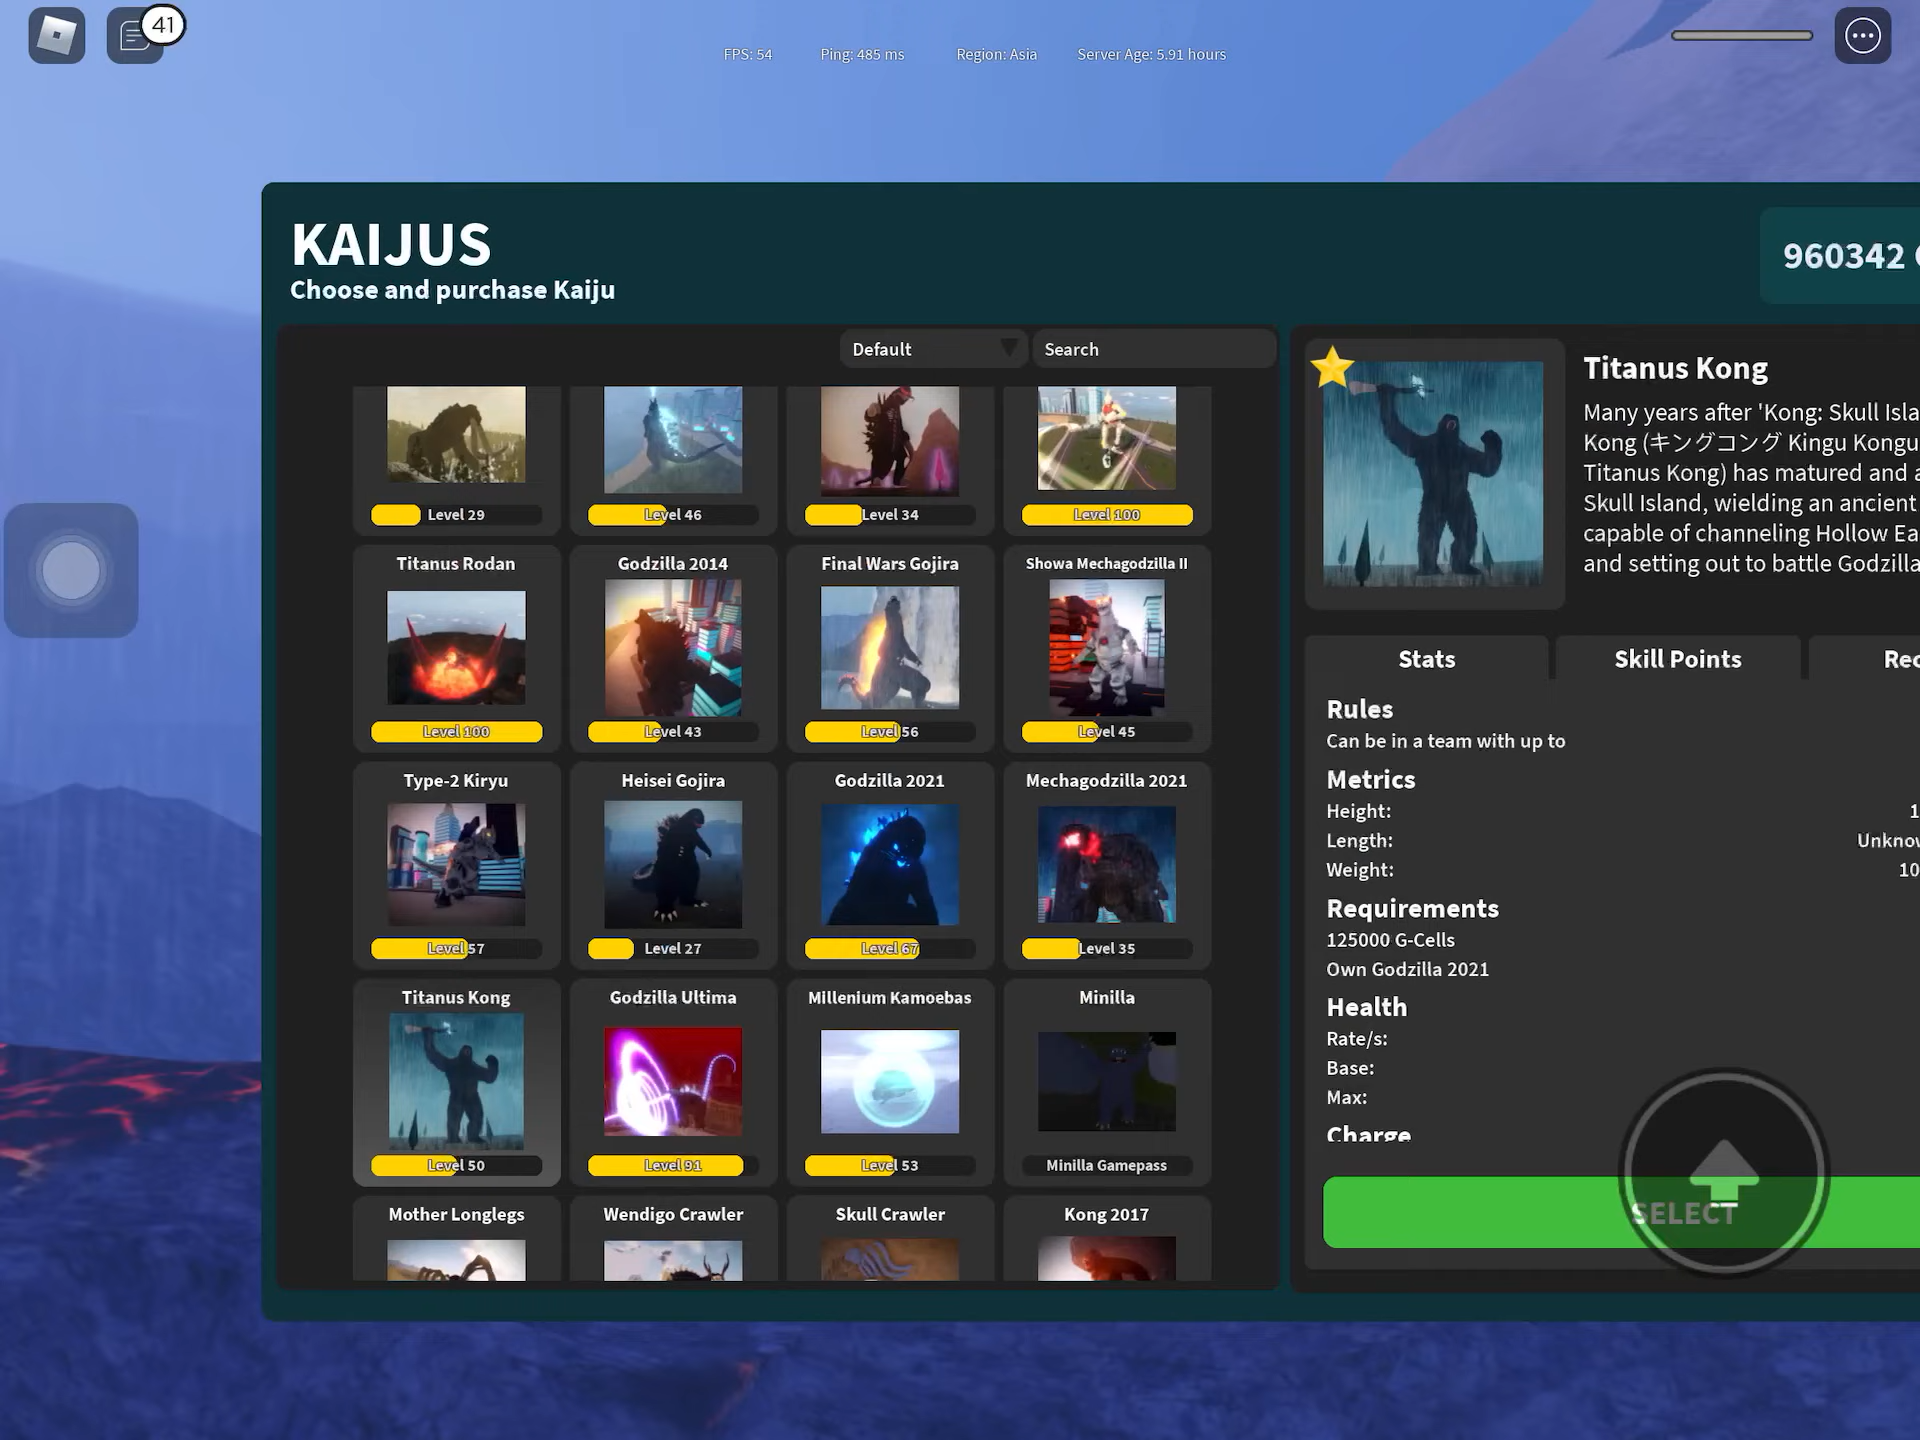 41
FPS: 54 Ping: 485 ms Region: Asia Server Age: 5.91 hours
KAIJUS
Choose and purchase Kaiju
960342
Default
Search
Level 29
Level 46
Level 34
Level 100
Titanus Rodan
Godzilla 2014
Final Wars Gojira
Showa Mechagodzilla II
Level 100
Level 43
Level 56
Level 45
Type-2 Kiryu
Heisei Gojira
Godzilla 2021
Mechagodzilla 2021
Level 57
Level 27
Level 67
Level 35
Titanus Kong
Godzilla Ultima
Millenium Kamoebas
Minilla
Level 50
Level 91
Level 53
Minilla Gamepass
Mother Longlegs
Wendigo Crawler
Skull Crawler
Kong 2017
Titanus Kong
Many years after 'Kong: Skull Isla
Kong (キングコング Kingu Kongu
Titanus Kong) has matured and a
Skull Island, wielding an ancient
capable of channeling Hollow Ea
and setting out to battle Godzilla
Stats
Skill Points
Rec
Rules
Can be in a team with up to
Metrics
Height: 1
Length: Unknow
Weight: 10
Requirements
125000 G-Cells
Own Godzilla 2021
Health
Rate/s:
Base:
Max:
Charge
SELECT